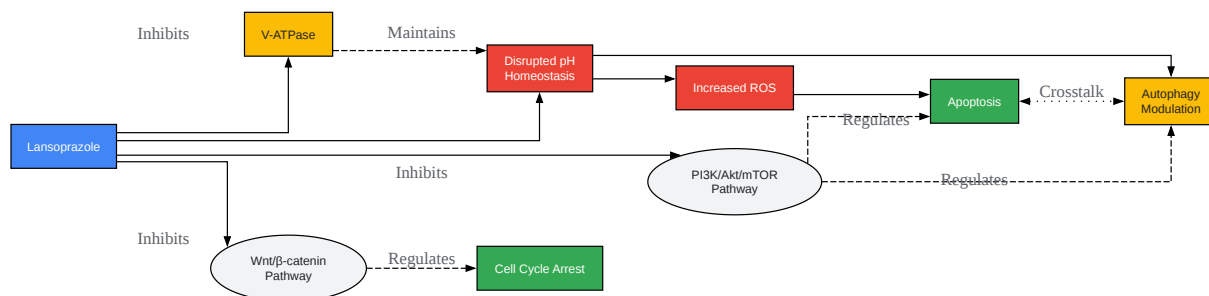 Inhibits
V-ATPase
Maintains
Disrupted pH
Homeostasis
Increased ROS
Apoptosis
Crosstalk
Autophagy
Modulation
Regulates
Lansoprazole
Inhibits
PI3K/Akt/mTOR
Pathway
Regulates
Inhibits
Wnt/β-catenin
Pathway
Regulates
Cell Cycle Arrest